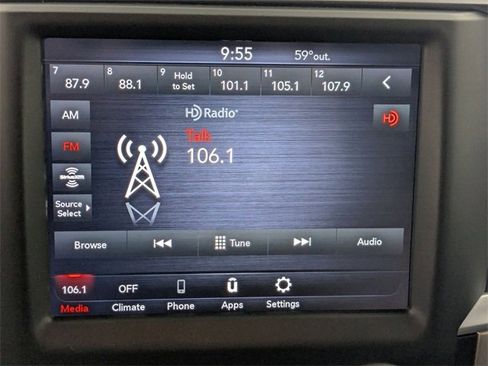 9:55 59°out.
7 8 9 10 11 12
87.9 88.1 Hold to Set 101.1 105.1 107.9
AM
HD Radio
HD
FM
Talk
106.1
SiriusXM
Source
Select
Browse Tune Audio
106.1 OFF ü
Media Climate Phone Apps Settings